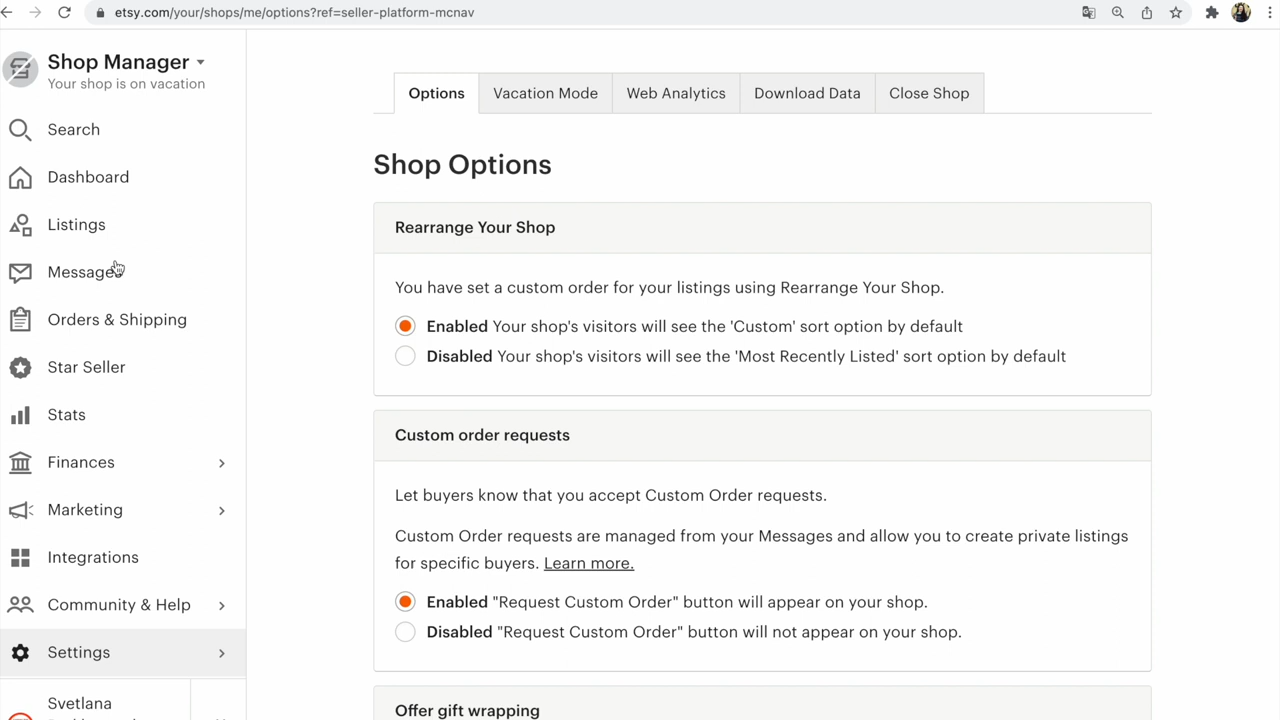 etsy.com/your/shops/me/options?ref=seller-platform-mcnav
Shop Manager
Your shop is on vacation
Search
Dashboard
Listings
Messages
Orders & Shipping
Star Seller
Stats
Finances
Marketing
Integrations
Community & Help
Settings
Svetlana
Options
Vacation Mode
Web Analytics
Download Data
Close Shop
Shop Options
Rearrange Your Shop
You have set a custom order for your listings using Rearrange Your Shop.
Enabled Your shop's visitors will see the 'Custom' sort option by default
Disabled Your shop's visitors will see the 'Most Recently Listed' sort option by default
Custom order requests
Let buyers know that you accept Custom Order requests.
Custom Order requests are managed from your Messages and allow you to create private listings
for specific buyers. Learn more.
Enabled "Request Custom Order" button will appear on your shop.
Disabled "Request Custom Order" button will not appear on your shop.
Offer gift wrapping